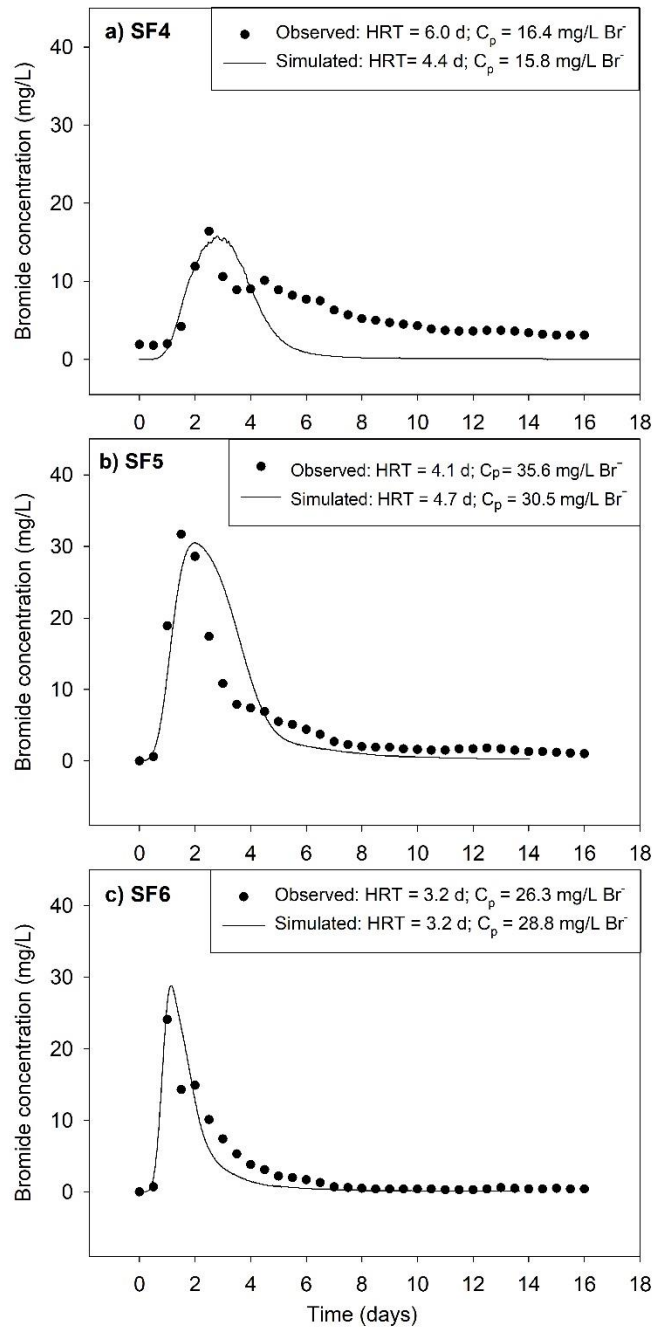 a) SF4
Observed: HRT = 6.0 d; Cₚ = 16.4 mg/L Br⁻
Simulated: HRT= 4.4 d; Cₚ = 15.8 mg/L Br⁻
Bromide concentration (mg/L)
40
30
20
10
0
0 2 4 6 8 10 12 14 16 18
b) SF5
Observed: HRT = 4.1 d; Cₚ= 35.6 mg/L Br⁻
Simulated: HRT = 4.7 d; Cₚ = 30.5 mg/L Br⁻
Bromide concentration (mg/L)
40
30
20
10
0
0 2 4 6 8 10 12 14 16 18
c) SF6
Observed: HRT = 3.2 d; Cₚ = 26.3 mg/L Br⁻
Simulated: HRT = 3.2 d; Cₚ = 28.8 mg/L Br⁻
Bromide concentration (mg/L)
40
30
20
10
0
0 2 4 6 8 10 12 14 16 18
Time (days)